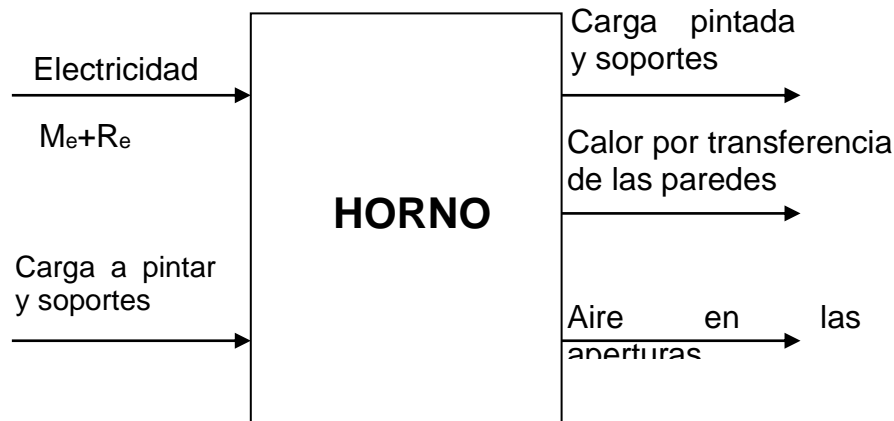 Electricidad
Me+Re
Carga a pintar
y soportes
HORNO
Carga pintada
y soportes
Calor por transferencia
de las paredes
Aire en las
aperturas